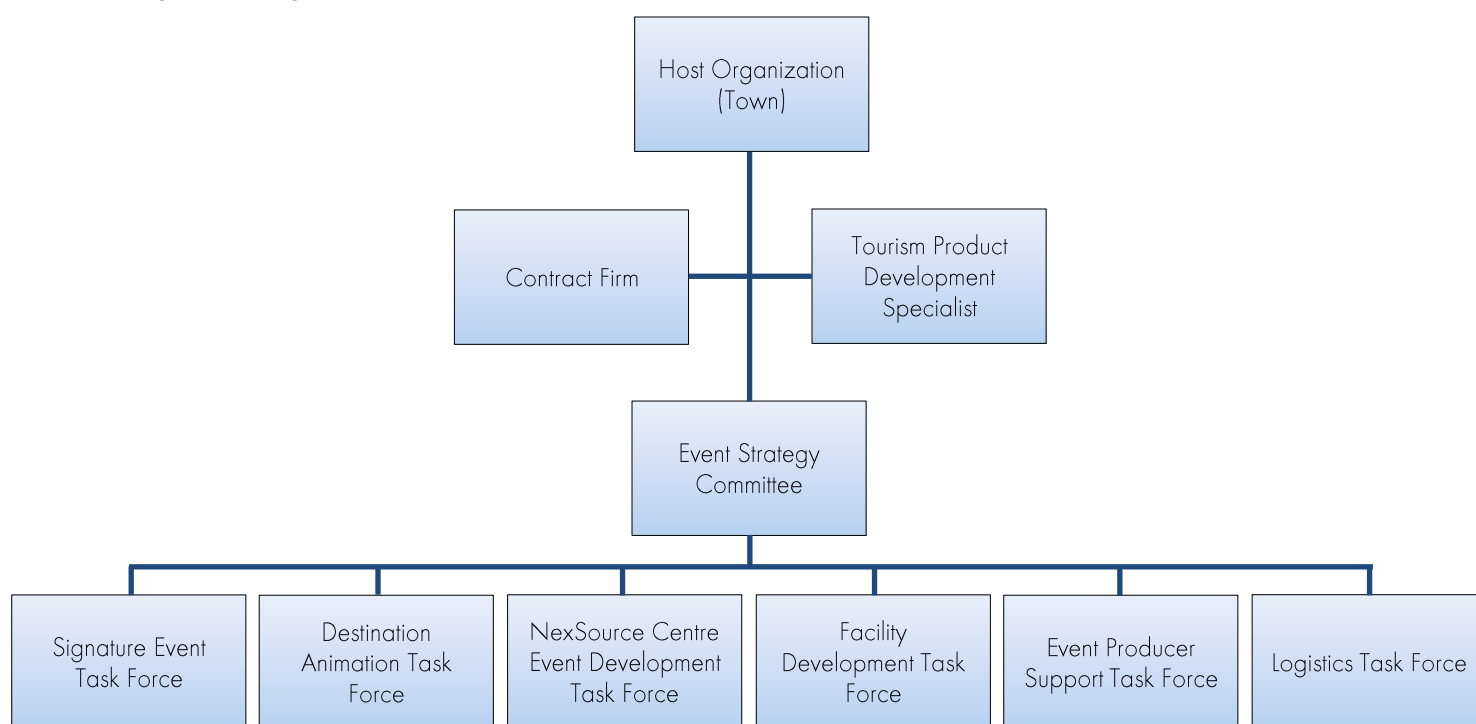 Host Organization
(Town)
Contract Firm
Tourism Product
Development
Specialist
Event Strategy
Committee
Signature Event
Task Force
Destination
Animation Task
Force
NexSource Centre
Event Development
Task Force
Facility
Development Task
Force
Event Producer
Support Task Force
Logistics Task Force